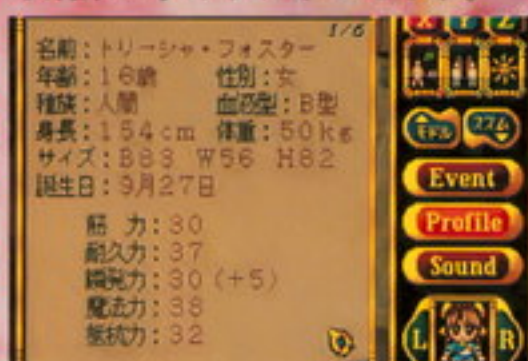 1/6
名前：トリーシャ・フォスター
年齢：16歳 性別：女
種族：人間 血液型：B型
身長：154cm 体重：50kg
サイズ：B83 W56 H82
誕生日：9月27日
筋 力：30
耐久力：37
瞬発力：30（+5）
魔法力：38
抵抗力：32
X Y Z
Event
Profile
Sound
L R